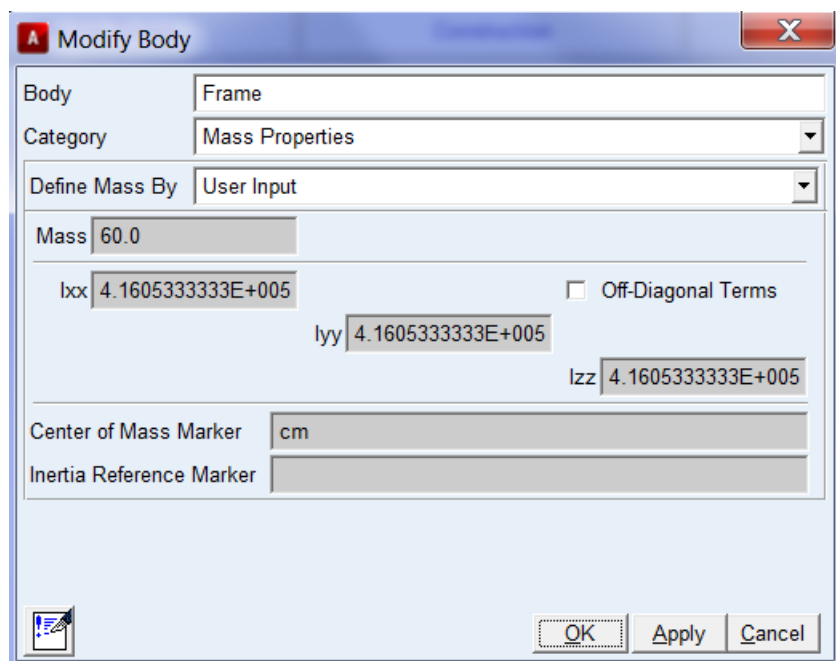 A Modify Body X
Body Frame
Category Mass Properties
Define Mass By User Input
Mass 60.0
Ixx 4.1605333333E+005 Off-Diagonal Terms
Iyy 4.1605333333E+005
Izz 4.1605333333E+005
Center of Mass Marker cm
Inertia Reference Marker
OK Apply Cancel